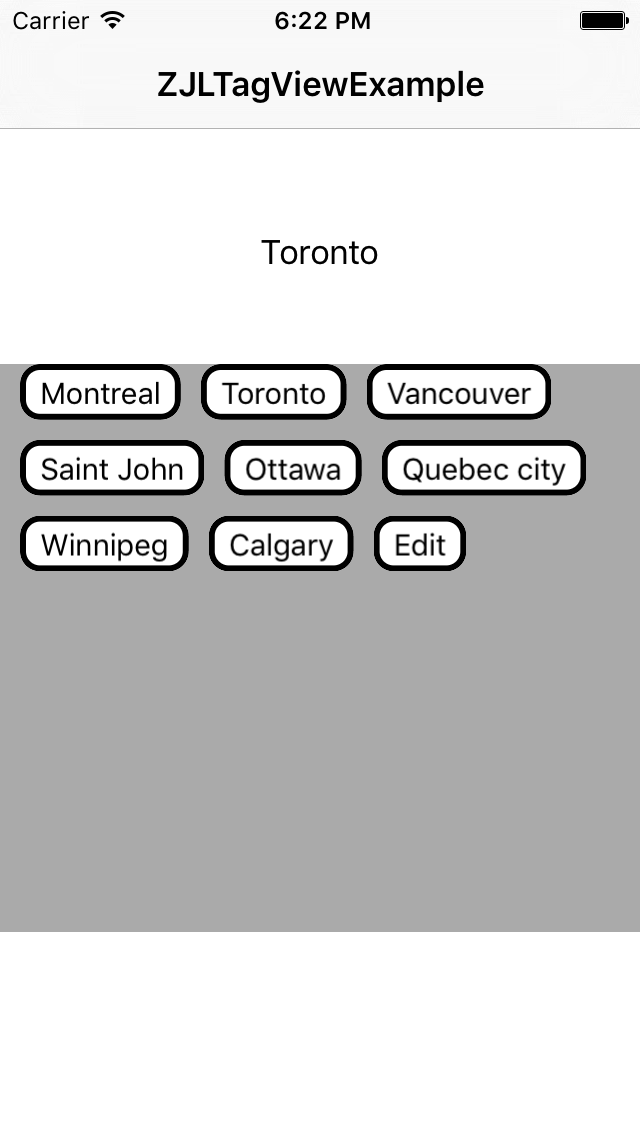 Carrier 6:22 PM
ZJLTagViewExample
Toronto
Montreal Toronto Vancouver
Saint John Ottawa Quebec city
Winnipeg Calgary Edit